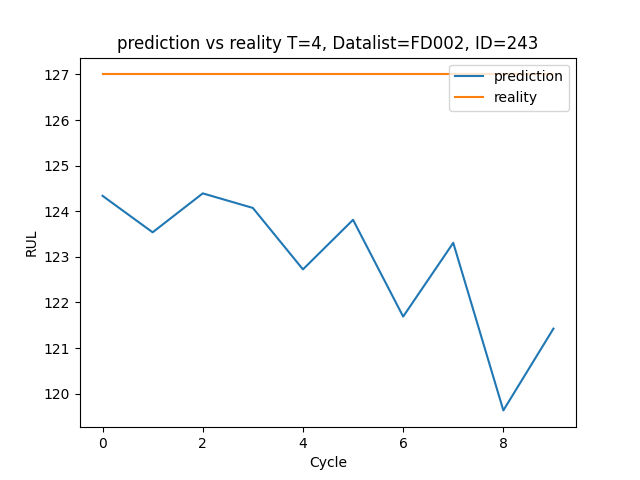 prediction vs reality T=4, Datalist=FD002, ID=243
127
126
125
124
123
122
121
120
RUL
prediction
reality
0
2
4
6
8
Cycle